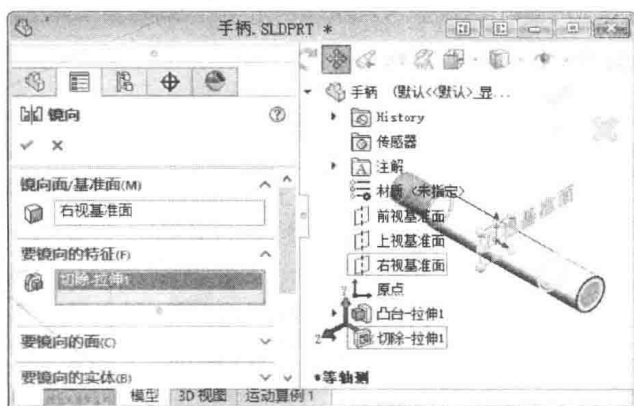 手柄.SLDPRT *
镜向
镜向面/基准面(M)
右视基准面
要镜向的特征(F)
切除-拉伸1
要镜向的面(C)
要镜向的实体(B)
手柄 (默认<<默认>_显...
History
传感器
注解
材质 <未指定>
前视基准面
上视基准面
右视基准面
原点
凸台-拉伸1
切除-拉伸1
*等轴测
模型 3D 视图 运动算例 1